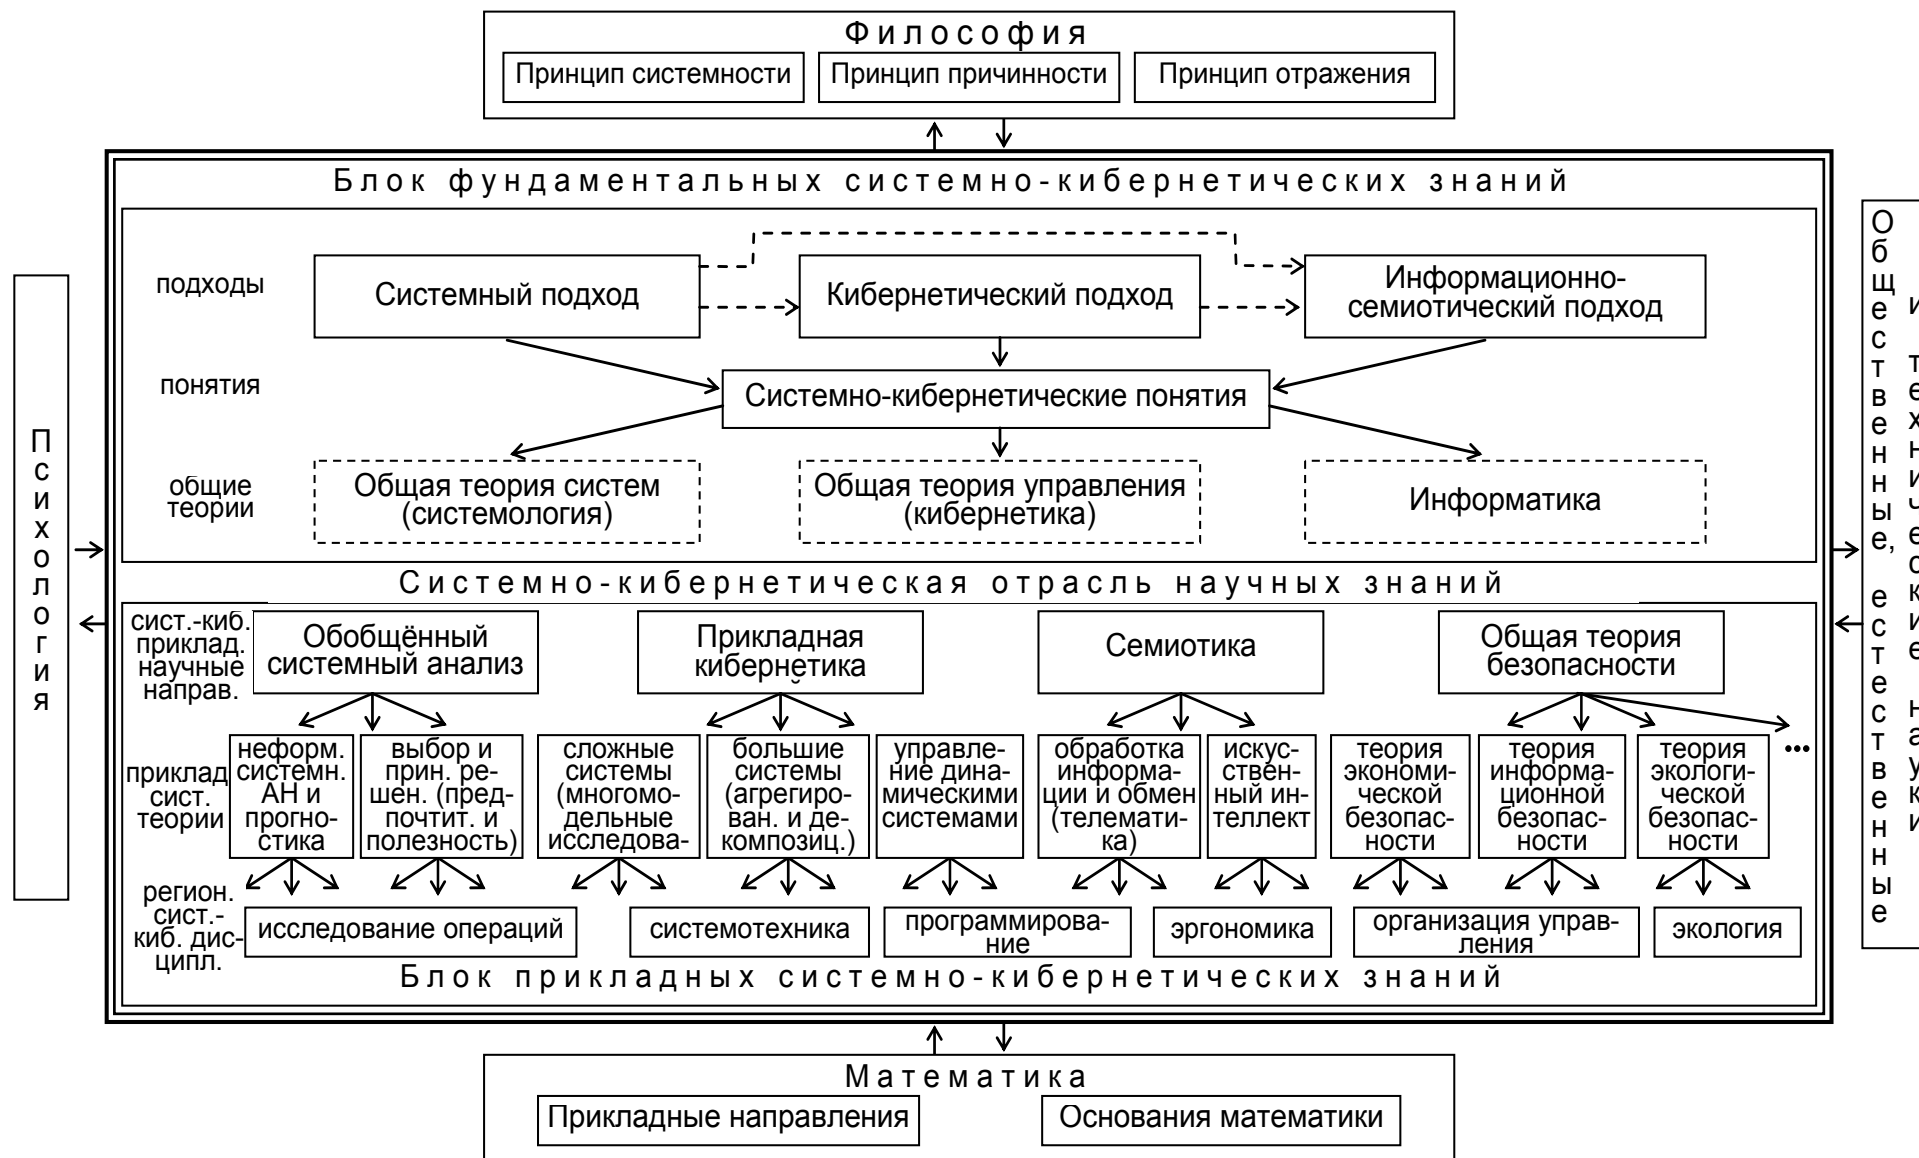 Философия
Принцип системности
Принцип причинности
Принцип отражения
Блок фундаментальных системно-кибернетических знаний
подходы
Системный подход
Кибернетический подход
Информационно-
семиотический подход
понятия
Системно-кибернетические понятия
общие
теории
Общая теория систем
(системология)
Общая теория управления
(кибернетика)
Информатика
Психология
Общественные, естественные
и технические науки
Системно-кибернетическая отрасль научных знаний
сист.-киб.
приклад.
научные
направ.
Обобщённый
системный анализ
Прикладная
кибернетика
Семиотика
Общая теория
безопасности
приклад
сист.
теории
неформ.
системн.
АН и
прогно-
стика
выбор и
прин. ре-
шен. (пред-
почтит. и
полезность)
сложные
системы
(многомо-
дельные
исследова-
большие
системы
(агрегиро-
ван. и де-
композиц.)
управле-
ние дина-
мическими
системами
обработка
информа-
ции и обмен
(телемати-
ка)
искус-
ствен-
ный ин-
теллект
теория
экономи-
ческой
безопас-
ности
теория
информа-
ционной
безопас-
ности
теория
экологи-
ческой
безопас-
ности
...
регион.
сист.-
киб. дис-
ципл.
исследование операций
системотехника
программирова-
ние
эргономика
организация управ-
ления
экология
Блок прикладных системно-кибернетических знаний
Математика
Прикладные направления
Основания математики